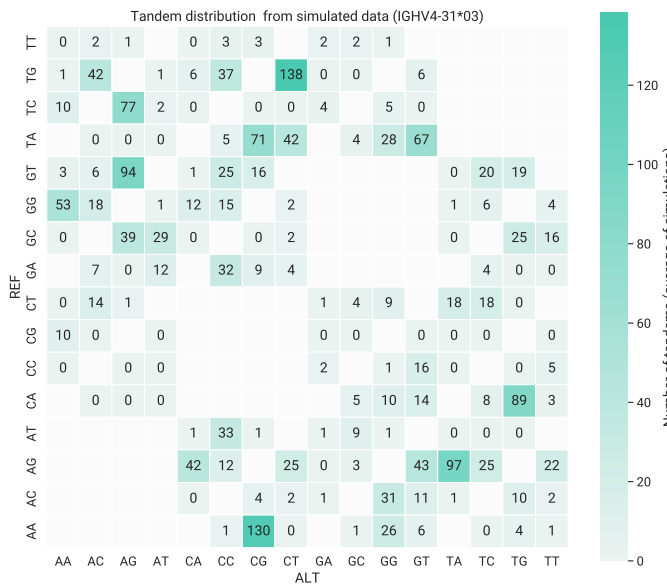 Tandem distribution from simulated data (IGHV4-31*03)
TT 0 2 1 0 3 3 2 2 1
TG 1 42 1 6 37 138 0 0 6
TC 10 77 2 0 0 0 4 5 0
TA 0 0 0 5 71 42 4 28 67
GT 3 6 94 1 25 16 0 20 19
GG 53 18 1 12 15 2 1 6 4
GC 0 39 29 0 0 2 0 25 16
GA 7 0 12 32 9 4 4 0 0
CT 0 14 1 1 4 9 18 18 0
CG 10 0 0 0 0 0 0 0 0
CC 0 0 0 2 1 16 0 0 5
CA 0 0 0 5 10 14 8 89 3
AT 1 33 1 1 9 1 0 0 0
AG 42 12 25 0 3 43 97 25 22
AC 0 4 2 1 31 11 1 10 2
AA 1 130 0 1 26 6 0 4 1
AA AC AG AT CA CC CG CT GA GC GG GT TA TC TG TT
ALT
REF
120
100
80
60
40
20
0
Number of tandems (average of simulations)